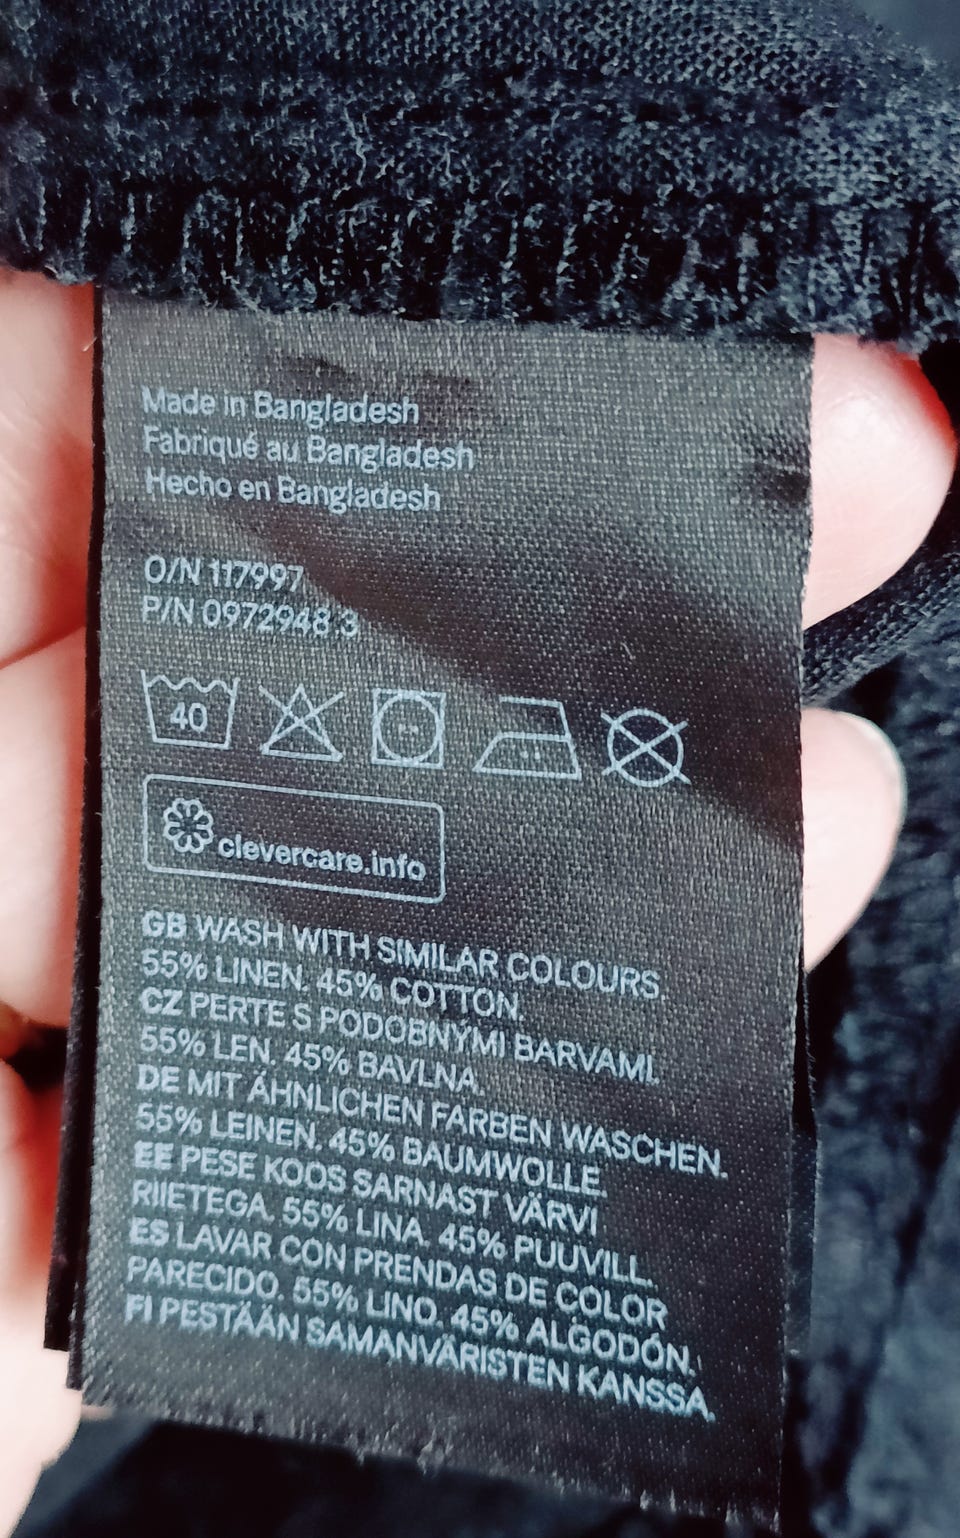 Made in Bangladesh
Fabriqué au Bangladesh
Hecho en Bangladesh
O/N 117997
P/N 0972948 3
40
clevercare.info
GB WASH WITH SIMILAR COLOURS.
55% LINEN. 45% COTTON.
CZ PERTE S PODOBNÝMI BARVAMI.
55% LEN. 45% BAVLNA.
DE MIT ÄHNLICHEN FARBEN WASCHEN.
55% LEINEN. 45% BAUMWOLLE.
EE PESE KOOS SARNAST VÄRVI
RIIETEGA. 55% LINA. 45% PUUVILL.
ES LAVAR CON PRENDAS DE COLOR
PARECIDO. 55% LINO. 45% ALGODÓN.
FI PESTÄÄN SAMANVÄRISTEN KANSSA.